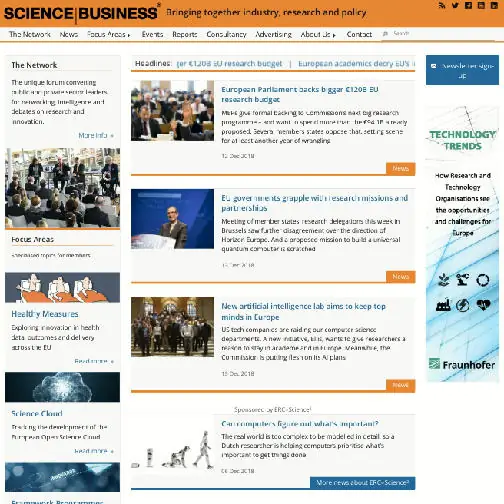 SCIENCE|BUSINESS®
Bringing together industry, research and policy
The Network News Focus Areas Events Reports Consultancy Advertising About Us Contact Search
The Network
The unique forum convening
public and private sector leaders
for networking, intelligence and
debates on research and
innovation.
More info »
Focus Areas
Specialised topics for members
Healthy Measures
Exploring innovation in health
data, outcomes and delivery
across the EU
Read more »
Science Cloud
Tracking the development of the
European Open Science Cloud
Read more »
Framework Programmes
Headlines: ger €120B EU research budget | European academics decry EU's i
European Parliament backs bigger €120B EU
research budget
MEPs give formal backing to Commission's next big research
programme – and want to spend more than the €94.1B already
proposed. Several members states oppose that, setting scene
for at least another year of wrangling
12 Dec 2018
News
EU governments grapple with research missions and
partnerships
Meeting of member states' research delegations this week in
Brussels saw further disagreement over the direction of
Horizon Europe. And a proposed mission to build a universal
quantum computer is scratched
13 Dec 2018
News
New artificial intelligence lab aims to keep top
minds in Europe
US tech companies are raiding our computer science
departments. A new initiative, ELLIS, wants to give researchers a
reason to stay in academe and in Europe. Meanwhile, the
Commission is putting flesh on its AI plans
News
Sponsored by ERC=Science²
Can computers figure out what's important?
The real world is too complex to be modelled in detail, so a
Dutch researcher is helping computers prioritise what's
important to get things done.
06 Dec 2018
More news about ERC=Science²
Newsletter sign-
up
TECHNOLOGY
TRENDS
How Research and
Technology
Organisations see
the opportunities
and challenges for
Europe
Fraunhofer